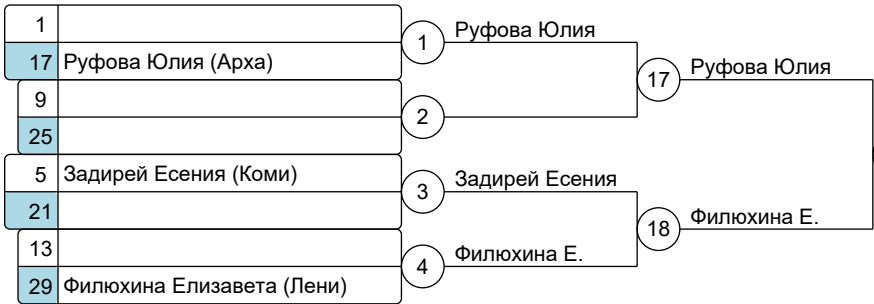 1
17 Руфова Юлия (Арха)
1 Руфова Юлия
9
25
2
17 Руфова Юлия
5 Задирей Есения (Коми)
21
3 Задирей Есения
13
29 Филюхина Елизавета (Лени)
4 Филюхина Е.
18 Филюхина Е.